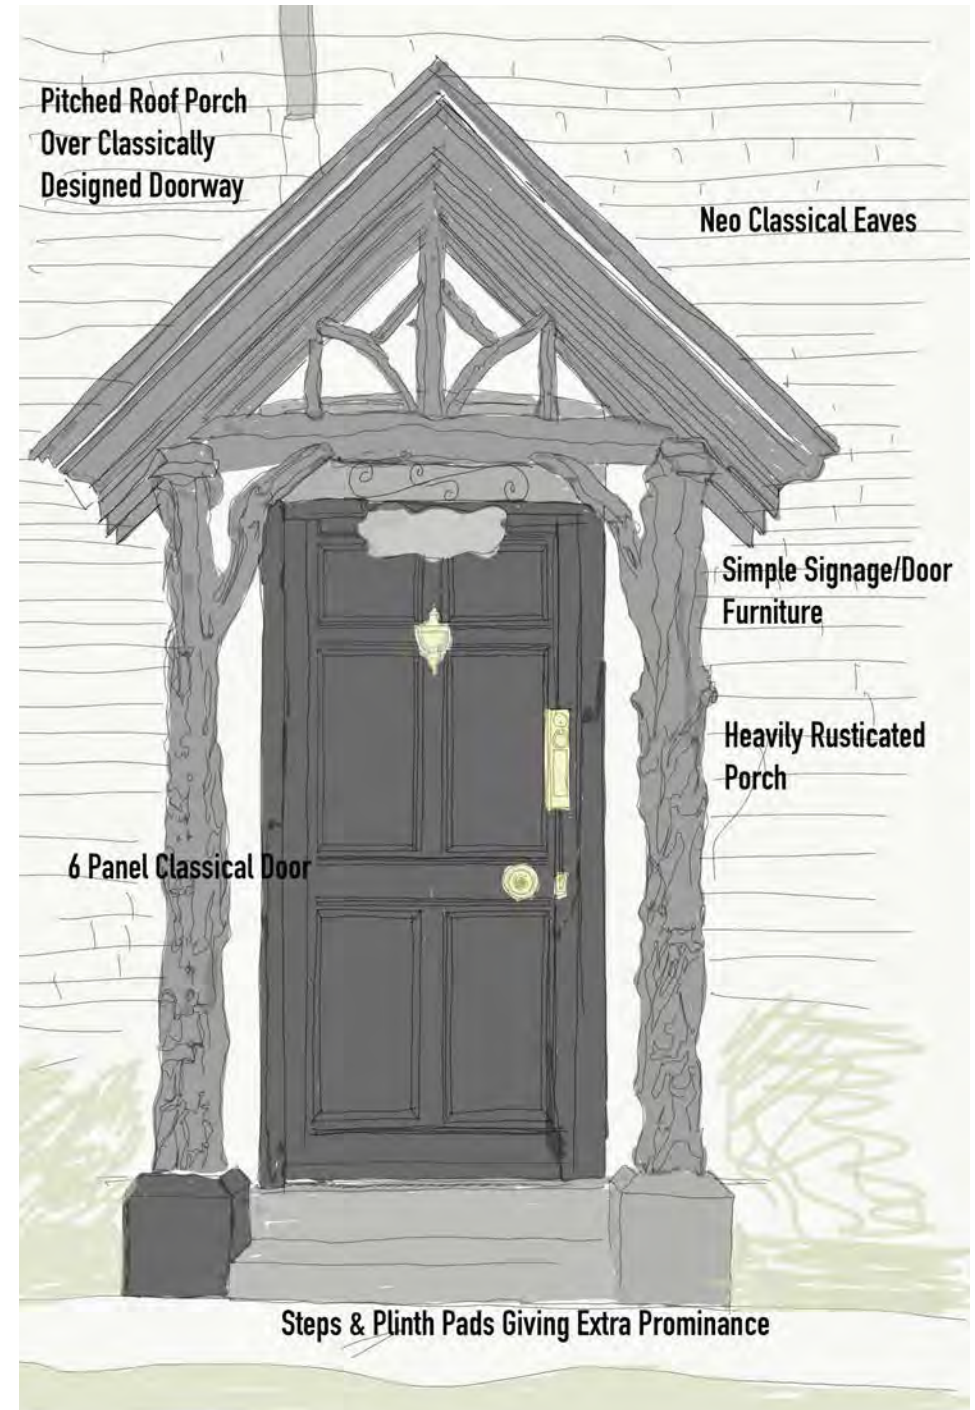 Pitched Roof Porch
Over Classically
Designed Doorway
Neo Classical Eaves
Simple Signage/Door
Furniture
Heavily Rusticated
Porch
6 Panel Classical Door
Steps & Plinth Pads Giving Extra Prominance